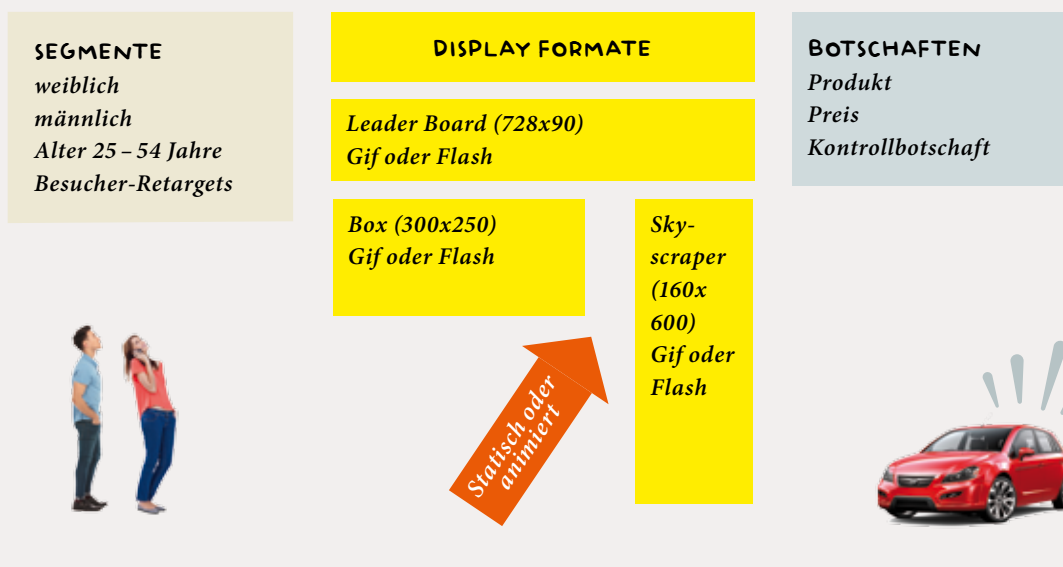 SEGMENTE
weiblich
männlich
Alter 25 – 54 Jahre
Besucher-Retargets
DISPLAY FORMATE
Leader Board (728x90)
Gif oder Flash
Box (300x250)
Gif oder Flash
Sky-
scraper
(160x
600)
Gif oder
Flash
Statisch oder
animiert
BOTSCHAFTEN
Produkt
Preis
Kontrollbotschaft